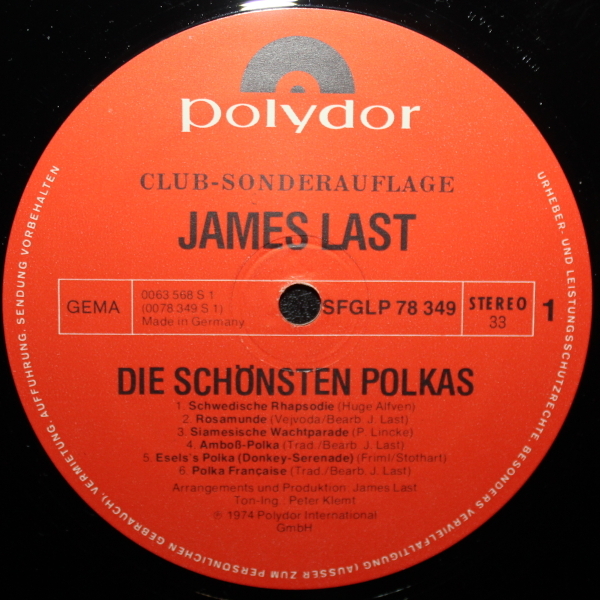 polydor
CLUB-SONDERAUFLAGE
JAMES LAST
GEMA
0063 568 S 1
(0078 349 S 1)
Made in Germany
SFGLP 78 349
STEREO
33
1
DIE SCHÖNSTEN POLKAS
1. Schwedische Rhapsodie (Huge Alfven)
2. Rosamunde (Vejvoda/Bearb. J. Last)
3. Siamesische Wachtparade (P. Lincke)
4. Amboß-Polka (Trad./Bearb. J. Last)
5. Esels's Polka (Donkey-Serenade) (Friml/Stothart)
6. Polka Française (Trad./Bearb. J. Last)
Arrangements und Produktion: James Last
Ton-Ing.: Peter Klemt
℗ 1974 Polydor International
GmbH
URHEBER- UND LEISTUNGSSCHUTZRECHTE, BESONDERS VERVIELFÄLTIGUNG (AUSSER ZUM PERSÖNLICHEN GEBRAUCH), VERMIETUNG, AUFFÜHRUNG, SENDUNG VORBEHALTEN